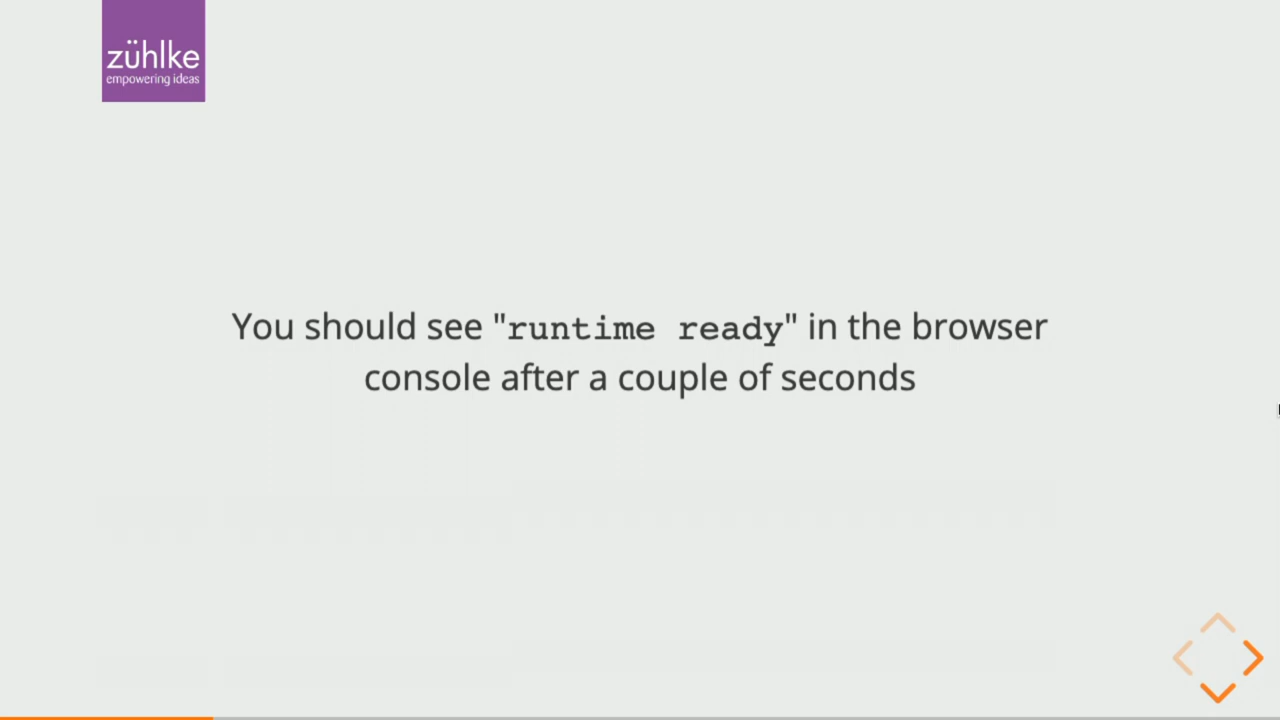 zühlke
empowering ideas
You should see "runtime ready" in the browser
console after a couple of seconds